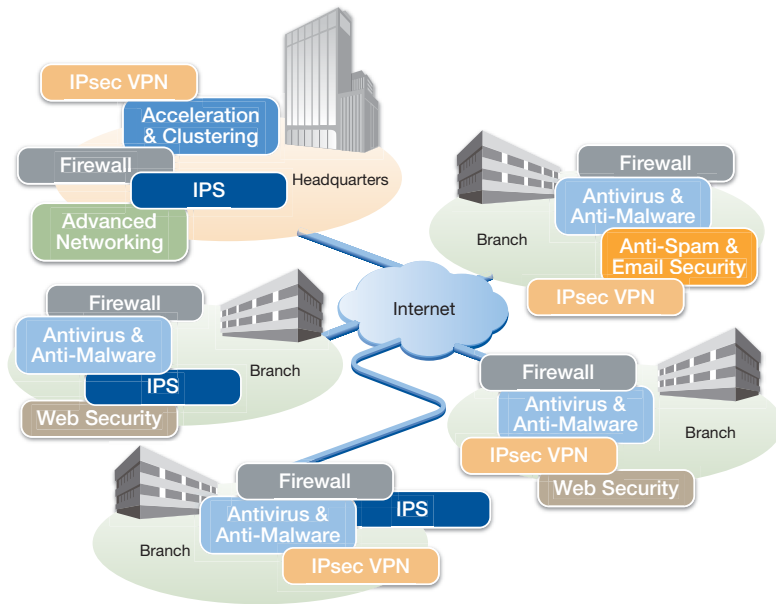 IPsec VPN
Acceleration
& Clustering
Firewall
IPS
Headquarters
Advanced
Networking
Firewall
Antivirus &
Anti-Malware
Branch
Anti-Spam &
Email Security
IPsec VPN
Internet
Firewall
Antivirus &
Anti-Malware
Branch
IPS
Web Security
Firewall
Antivirus &
Anti-Malware
Branch
IPsec VPN
Web Security
Firewall
Antivirus &
Anti-Malware
IPS
Branch
IPsec VPN